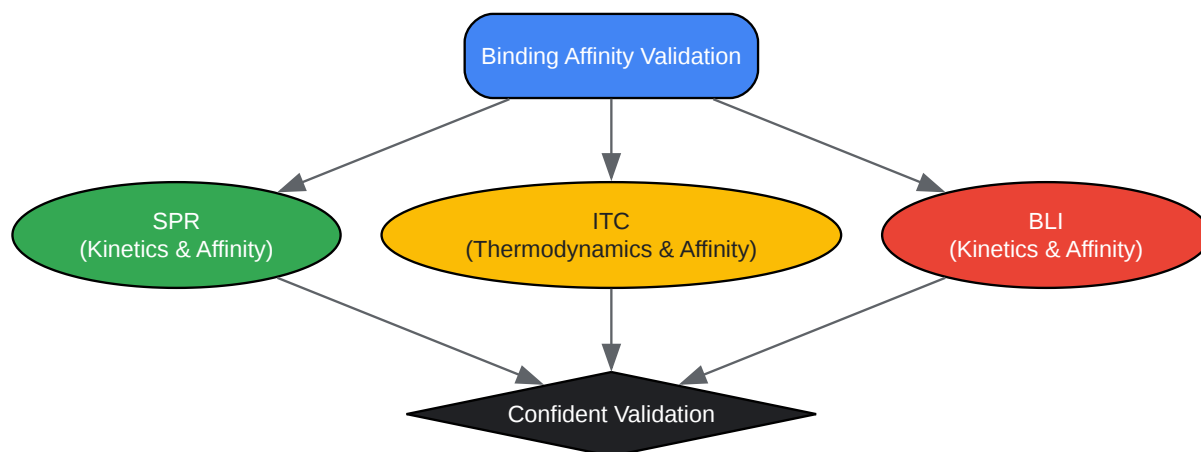 Binding Affinity Validation
SPR
(Kinetics & Affinity)
ITC
(Thermodynamics & Affinity)
BLI
(Kinetics & Affinity)
Confident Validation